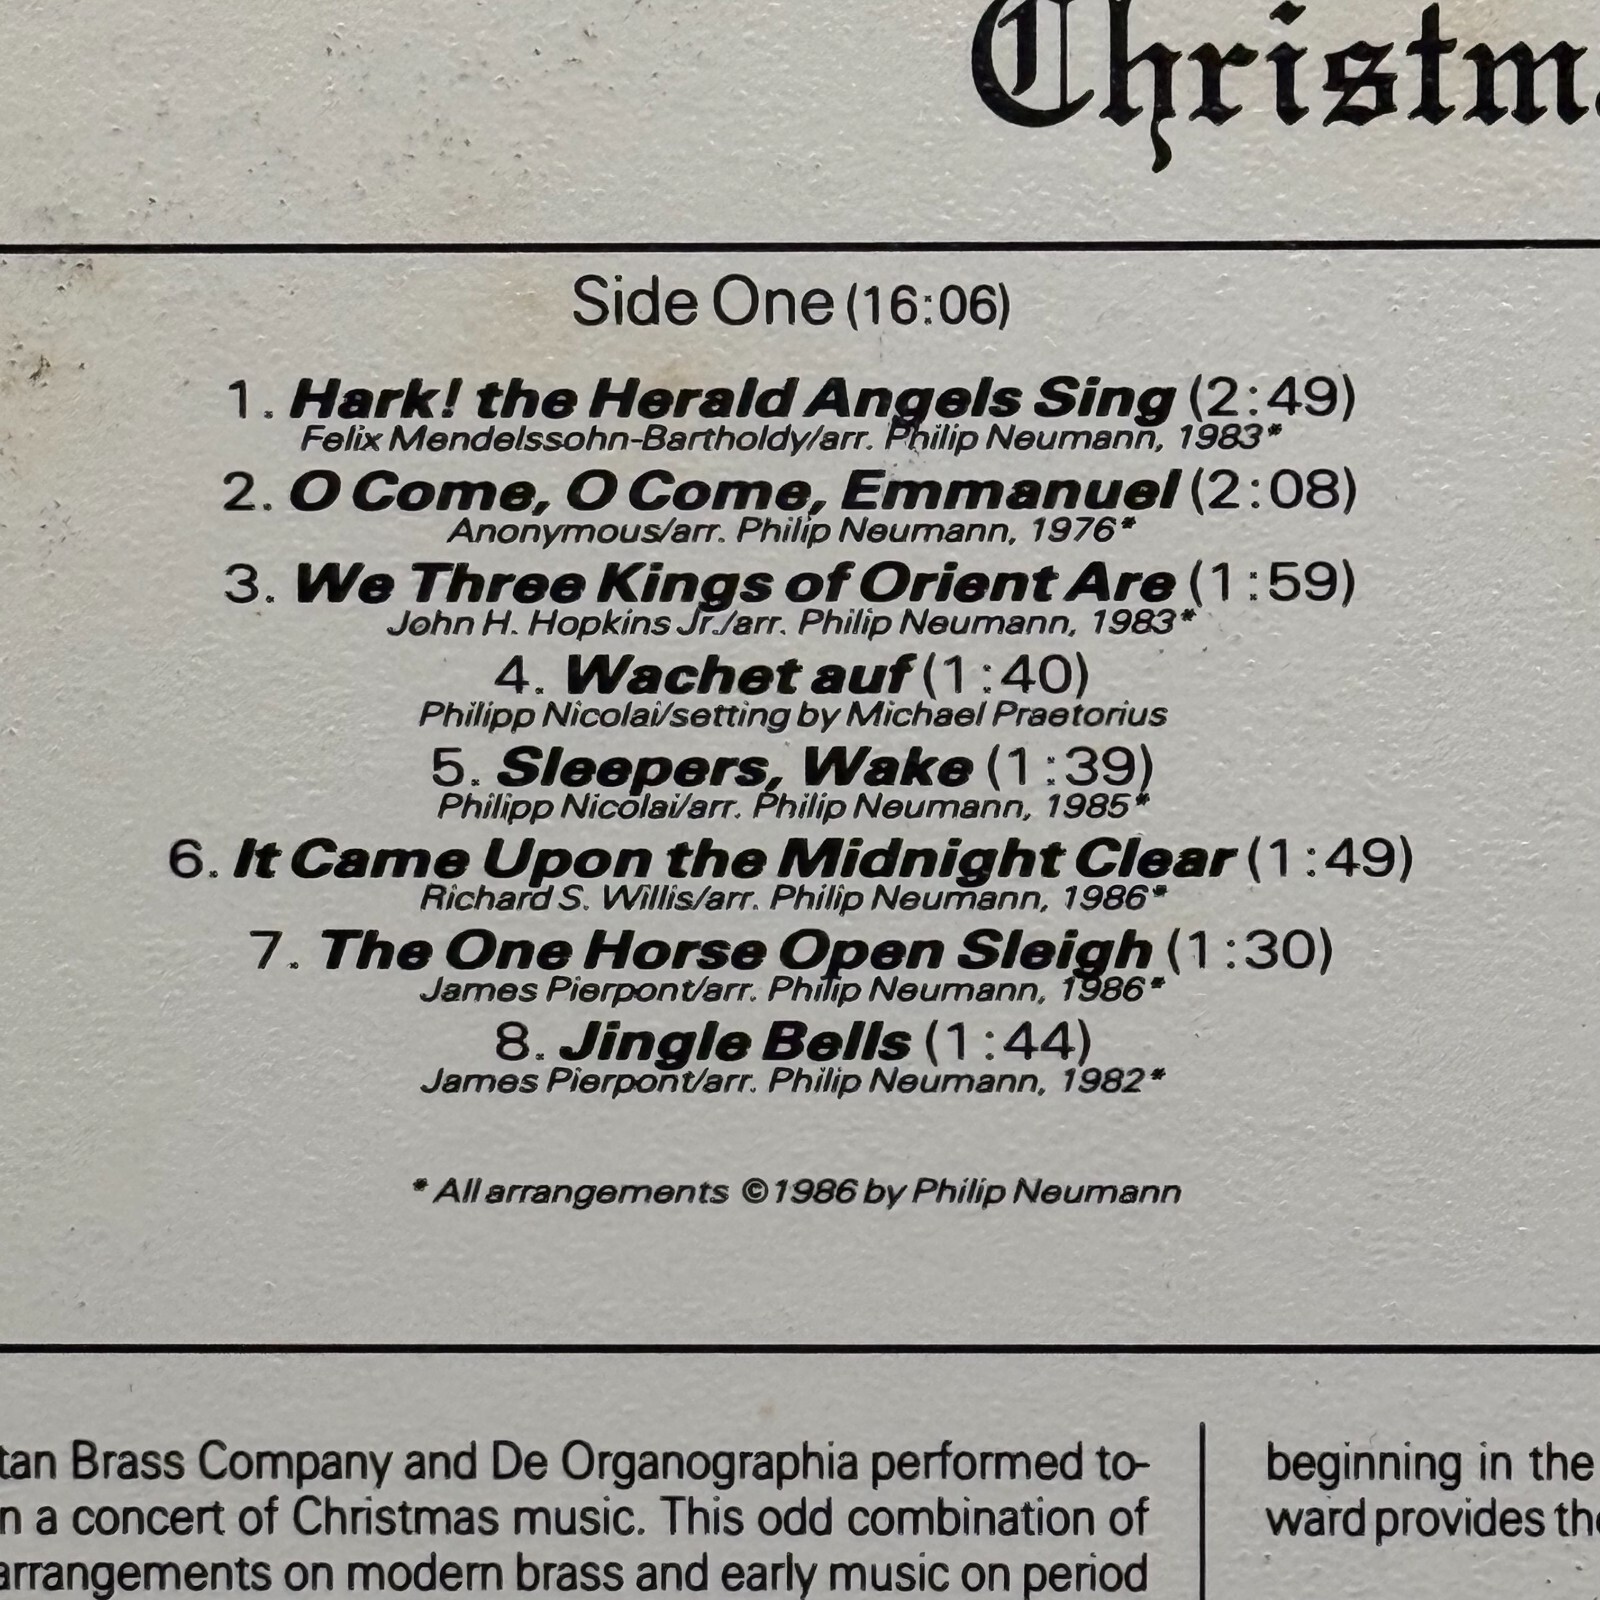 Side One (16:06)
1. Hark! the Herald Angels Sing (2:49)
Felix Mendelssohn-Bartholdy/arr. Philip Neumann, 1983*
2. O Come, O Come, Emmanuel (2:08)
Anonymous/arr. Philip Neumann, 1976*
3. We Three Kings of Orient Are (1:59)
John H. Hopkins Jr./arr. Philip Neumann, 1983*
4. Wachet auf (1:40)
Philipp Nicolai/setting by Michael Praetorius
5. Sleepers, Wake (1:39)
Philipp Nicolai/arr. Philip Neumann, 1985*
6. It Came Upon the Midnight Clear (1:49)
Richard S. Willis/arr. Philip Neumann, 1986*
7. The One Horse Open Sleigh (1:30)
James Pierpont/arr. Philip Neumann, 1986*
8. Jingle Bells (1:44)
James Pierpont/arr. Philip Neumann, 1982*
* All arrangements ©1986 by Philip Neumann
Brass Company and De Organographia performed to-
a concert of Christmas music. This odd combination of
arrangements on modern brass and early music on period
beginning in the
ward provides